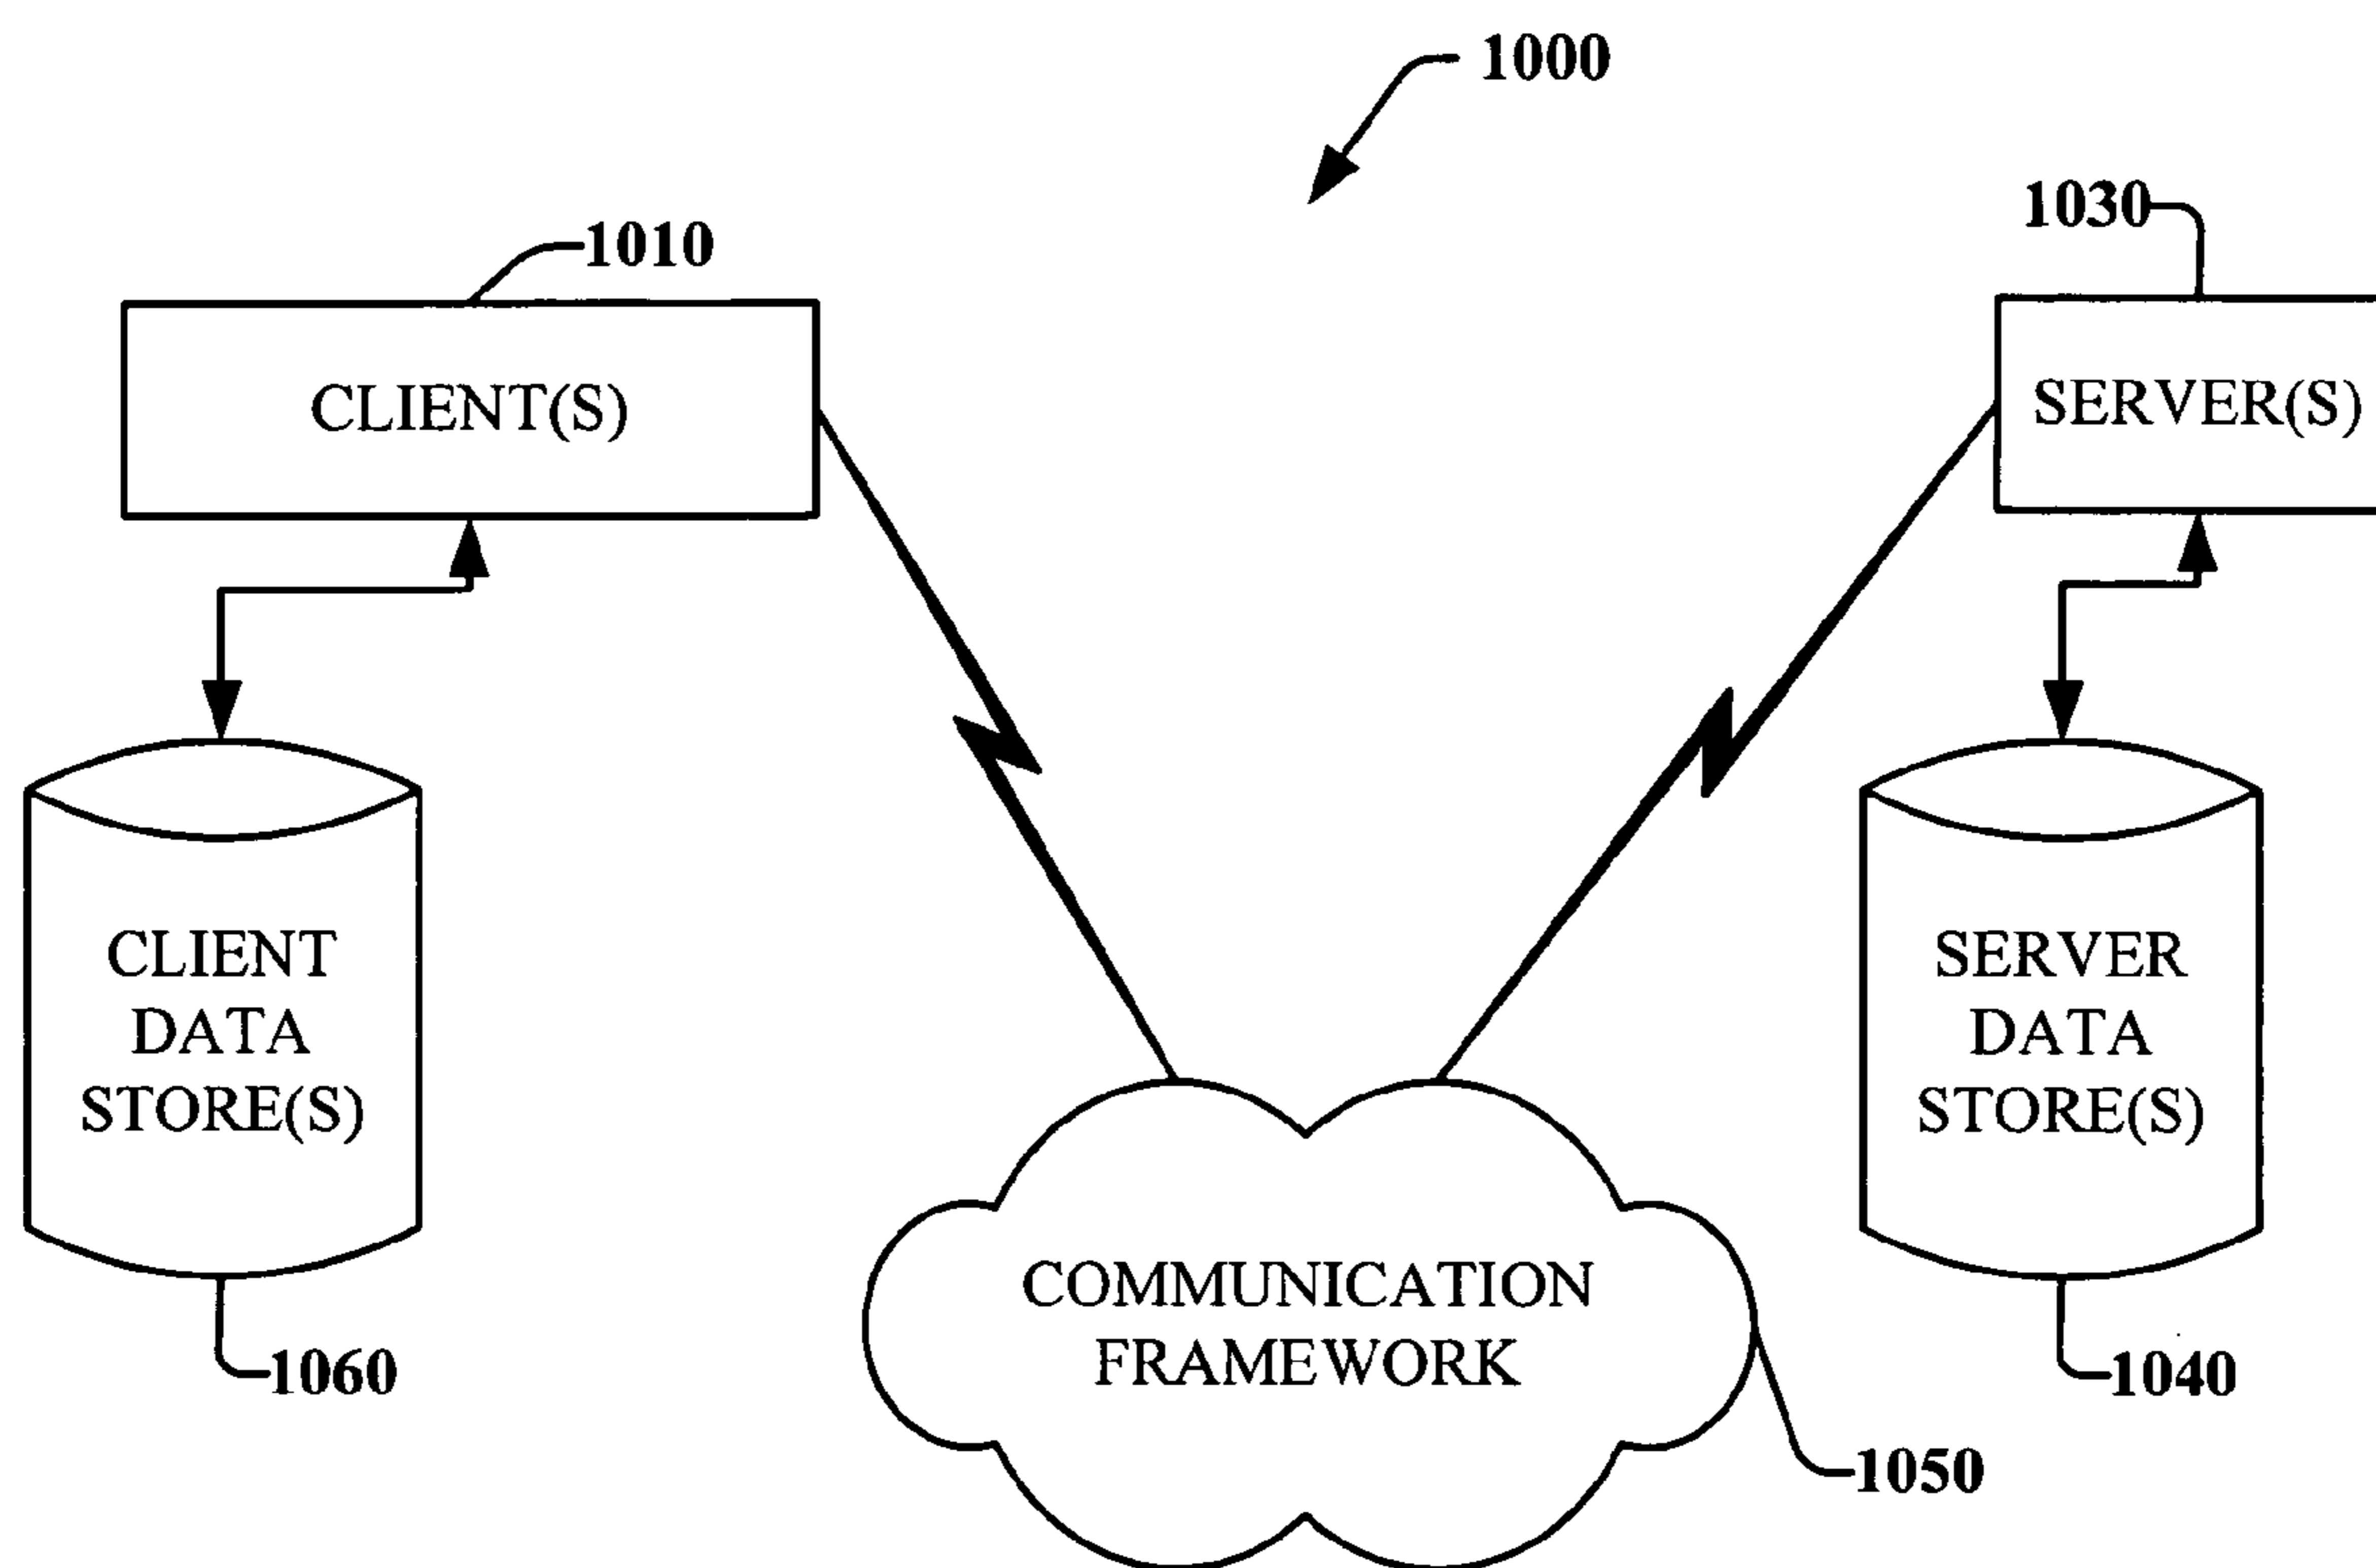 1000
1010
1030
CLIENT(S)
SERVER(S)
CLIENT
DATA
STORE(S)
SERVER
DATA
STORE(S)
COMMUNICATION
FRAMEWORK
1060
1040
1050